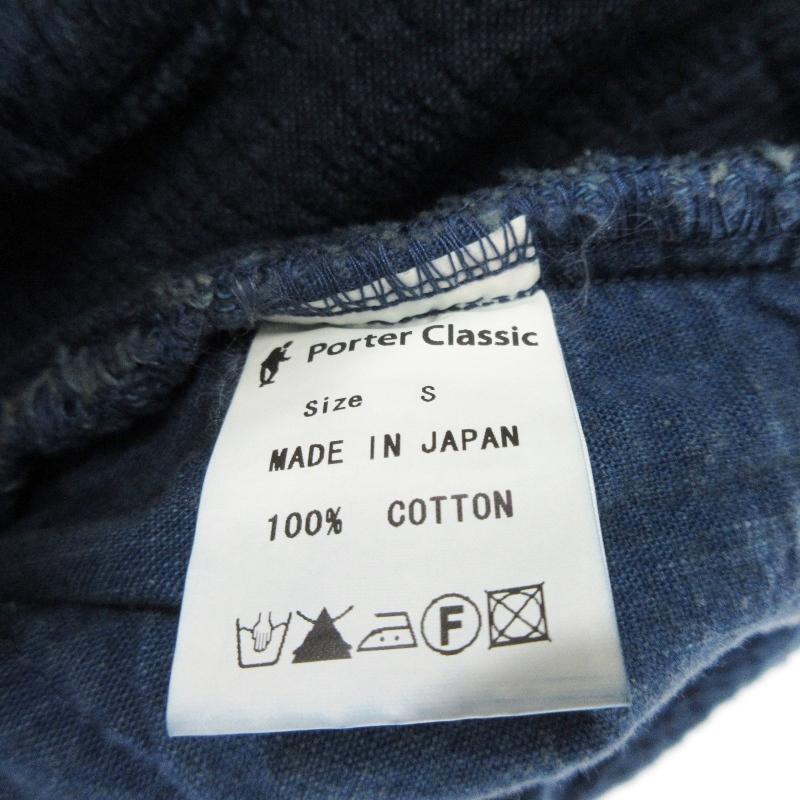 Porter Classic
Size S
MADE IN JAPAN
100% COTTON
F